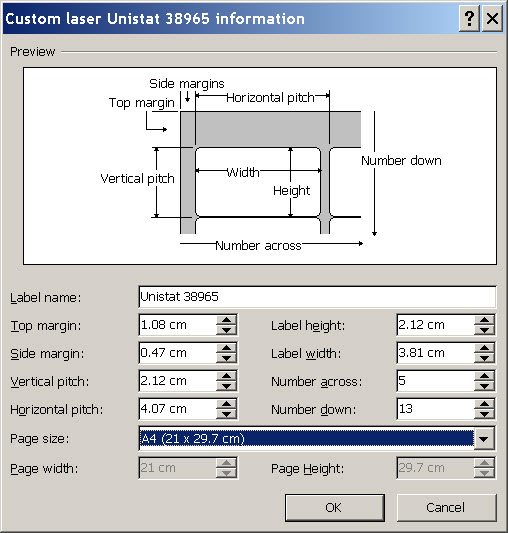 Custom laser Unistat 38965 information
Preview
Side margins
Top margin
Horizontal pitch
Number down
Vertical pitch
Width
Height
Number across
Label name: Unistat 38965
Top margin: 1.08 cm Label height: 2.12 cm
Side margin: 0.47 cm Label width: 3.81 cm
Vertical pitch: 2.12 cm Number across: 5
Horizontal pitch: 4.07 cm Number down: 13
Page size: A4 (21 x 29.7 cm)
Page width: 21 cm Page Height: 29.7 cm
OK Cancel